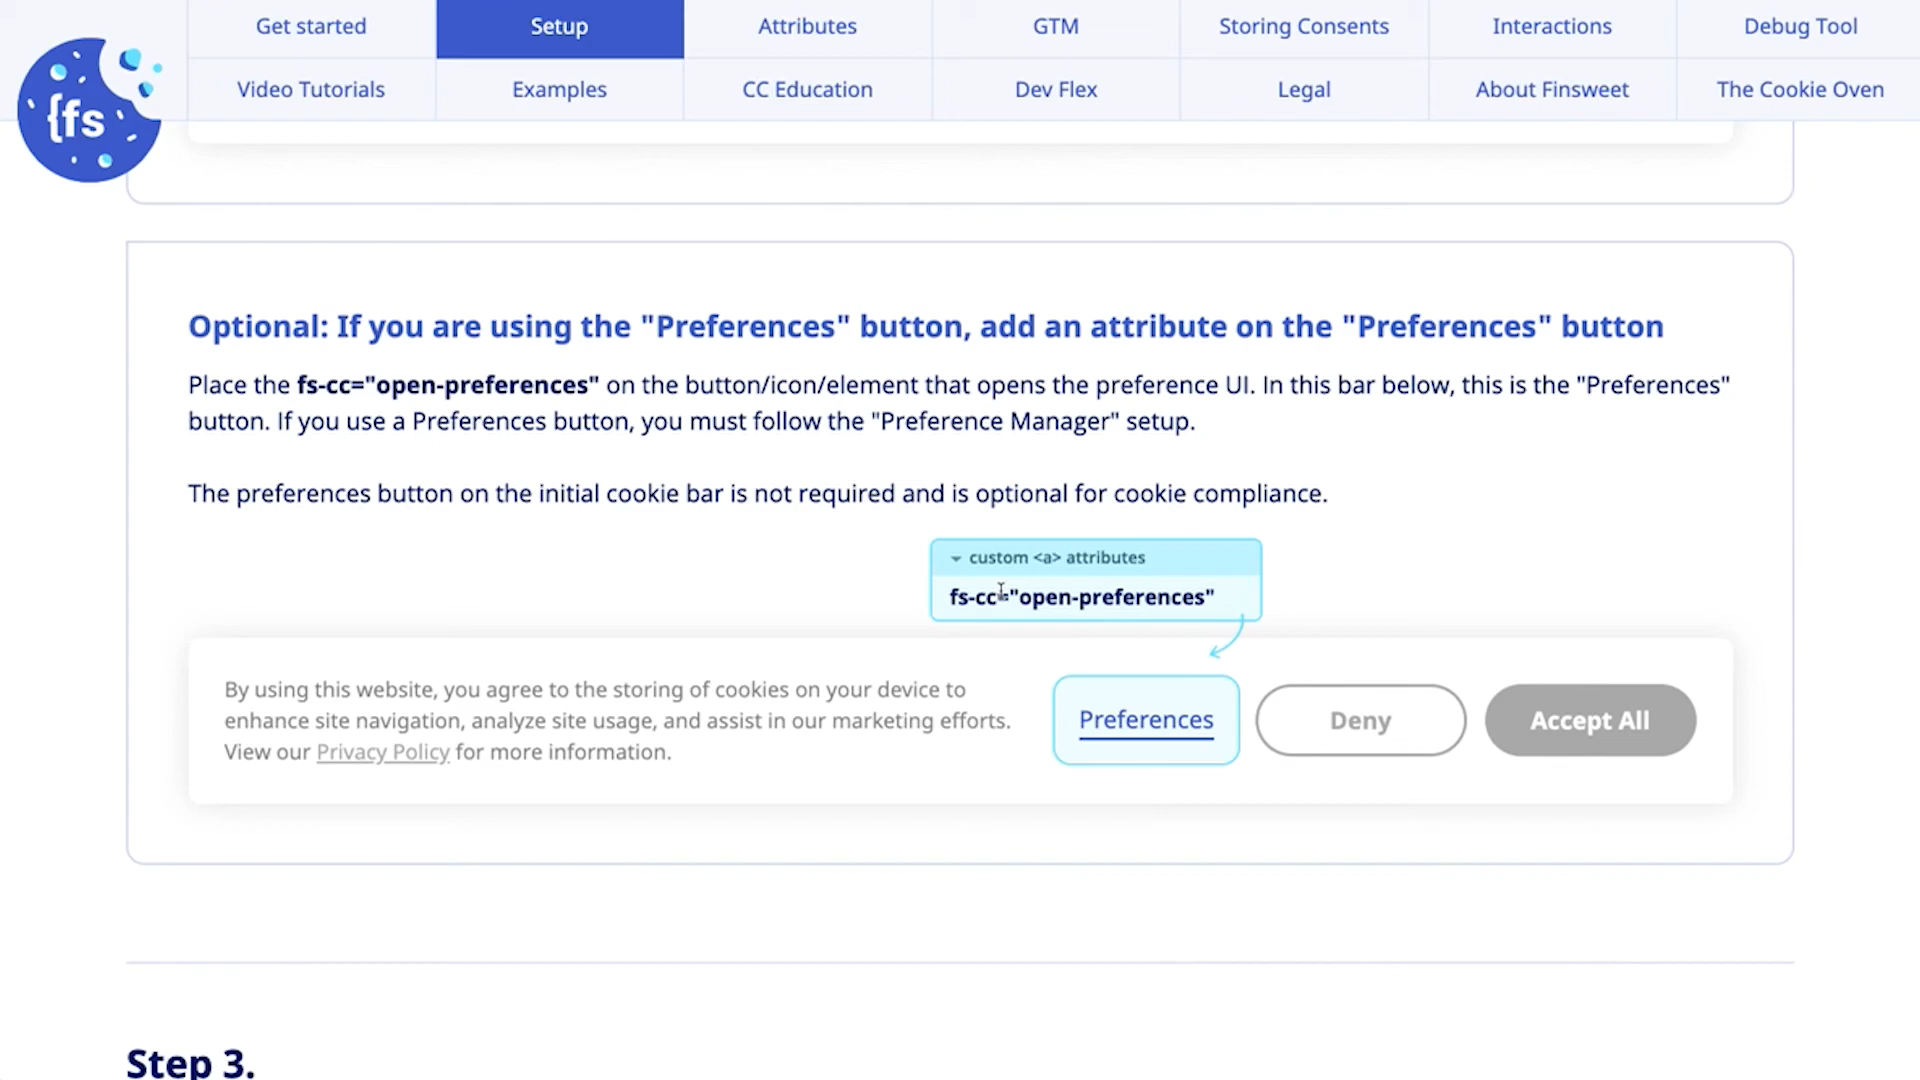 Get started
Setup
Attributes
GTM
Storing Consents
Interactions
Debug Tool
Video Tutorials
Examples
CC Education
Dev Flex
Legal
About Finsweet
The Cookie Oven
{fs
Optional: If you are using the "Preferences" button, add an attribute on the "Preferences" button
Place the fs-cc="open-preferences" on the button/icon/element that opens the preference UI. In this bar below, this is the "Preferences"
button. If you use a Preferences button, you must follow the "Preference Manager" setup.
The preferences button on the initial cookie bar is not required and is optional for cookie compliance.
custom <a> attributes
fs-cc="open-preferences"
By using this website, you agree to the storing of cookies on your device to
enhance site navigation, analyze site usage, and assist in our marketing efforts.
View our Privacy Policy for more information.
Preferences
Deny
Accept All
Step 3.